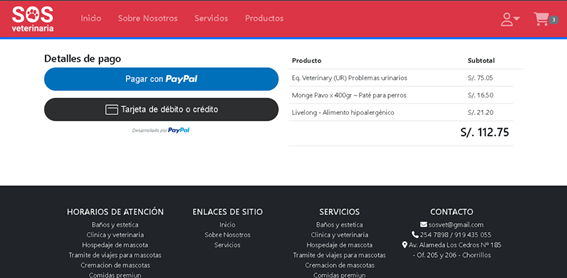 SOS
veterinaria
Inicio Sobre Nosotros Servicios Productos
3
Detalles de pago
Pagar con PayPal
Tarjeta de débito o crédito
Desarrollado por PayPal
Producto Subtotal
Eq. Veterinary (UR) Problemas urinarios S/. 75.05
Monge Pavo x 400gr – Paté para perros S/. 16.50
Livelong - Alimento hipoalergénico S/. 21.20
S/. 112.75
HORARIOS DE ATENCIÓN
Baños y estetica
Clinica y veterinaria
Hospedaje de mascota
Tramite de viajes para mascotas
Cremacion de mascotas
Comidas premiun
ENLACES DE SITIO
Inicio
Sobre Nosotros
Servicios
SERVICIOS
Baños y estetica
Clinica y veterinaria
Hospedaje de mascota
Tramite de viajes para mascotas
Cremacion de mascotas
Comidas premiun
CONTACTO
sosvet@gmail.com
254 7898 / 919 435 055
Av. Alameda Los Cedros Nº 185
- Of. 205 y 206 - Chorrillos